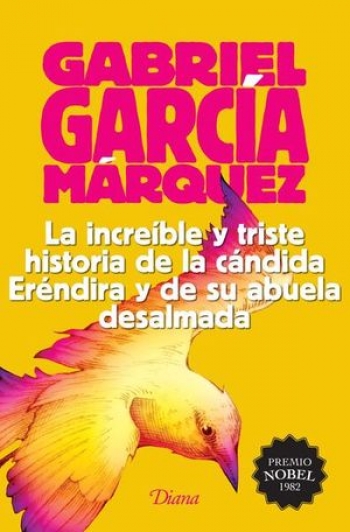 GABRIEL
GARCÍA
MÁRQUEZ
La increíble y triste
historia de la cándida
Eréndira y de su abuela
desalmada
PREMIO
NOBEL
1982
Diana